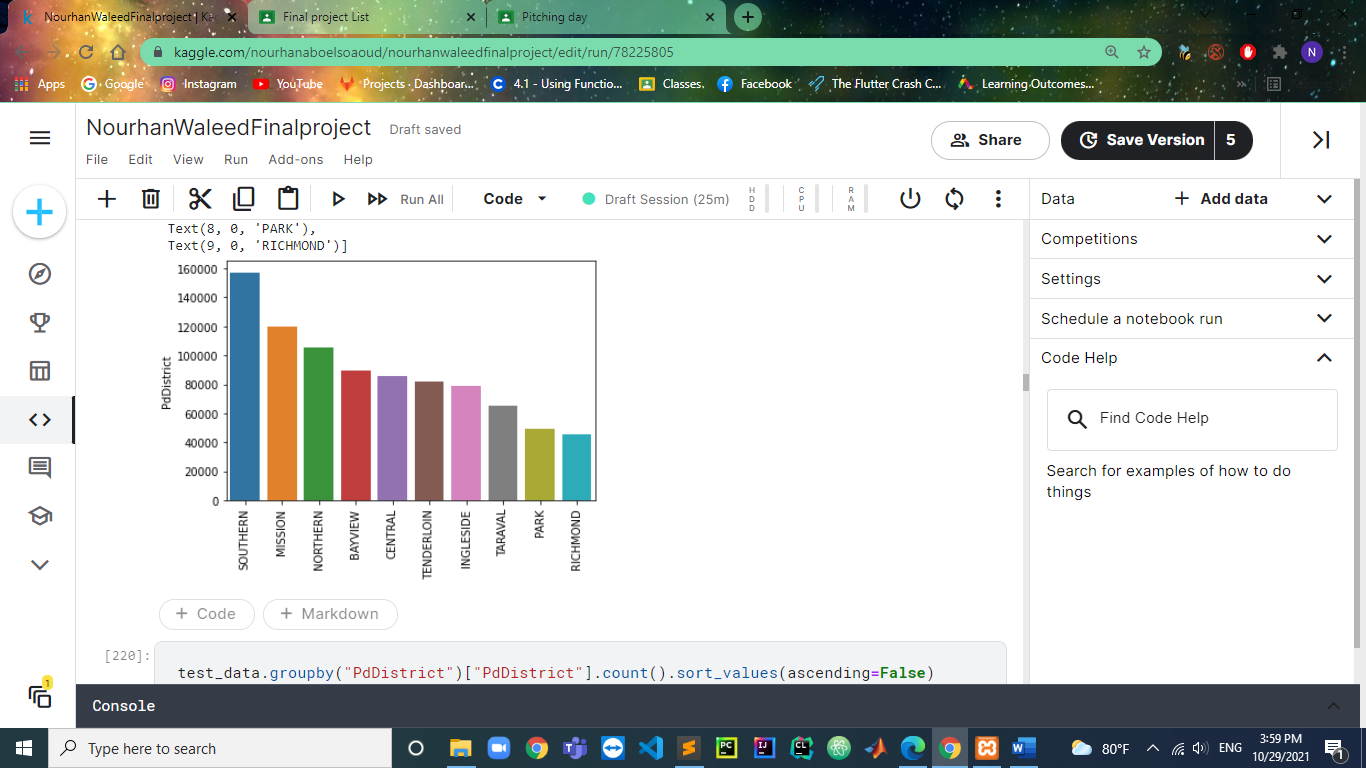 NourhanWaleedFinalproject | Ka
Final project List
Pitching day
kaggle.com/nourhanaboelsoaoud/nourhanwaleedfinalproject/edit/run/78225805
N
Apps
Google
Instagram
YouTube
Projects · Dashboar...
4.1 - Using Functio...
Classes
Facebook
The Flutter Crash C...
Learning Outcomes...
NourhanWaleedFinalproject Draft saved
Share
Save Version 5
File Edit View Run Add-ons Help
Run All
Code
Draft Session (25m)
HDD
CPU
RAM
Data
+ Add data
Competitions
Settings
Schedule a notebook run
Code Help
Find Code Help
Search for examples of how to do
things
Text(8, 0, 'PARK'),
Text(9, 0, 'RICHMOND')]
160000
140000
120000
100000
80000
60000
40000
20000
0
PdDistrict
SOUTHERN
MISSION
NORTHERN
BAYVIEW
CENTRAL
TENDERLOIN
INGLESIDE
TARAVAL
PARK
RICHMOND
+ Code
+ Markdown
[220]:
test_data.groupby("PdDistrict")["PdDistrict"].count().sort_values(ascending=False)
1
Console
Type here to search
PC
IJ
CL
80°F
ENG
3:59 PM
10/29/2021
1